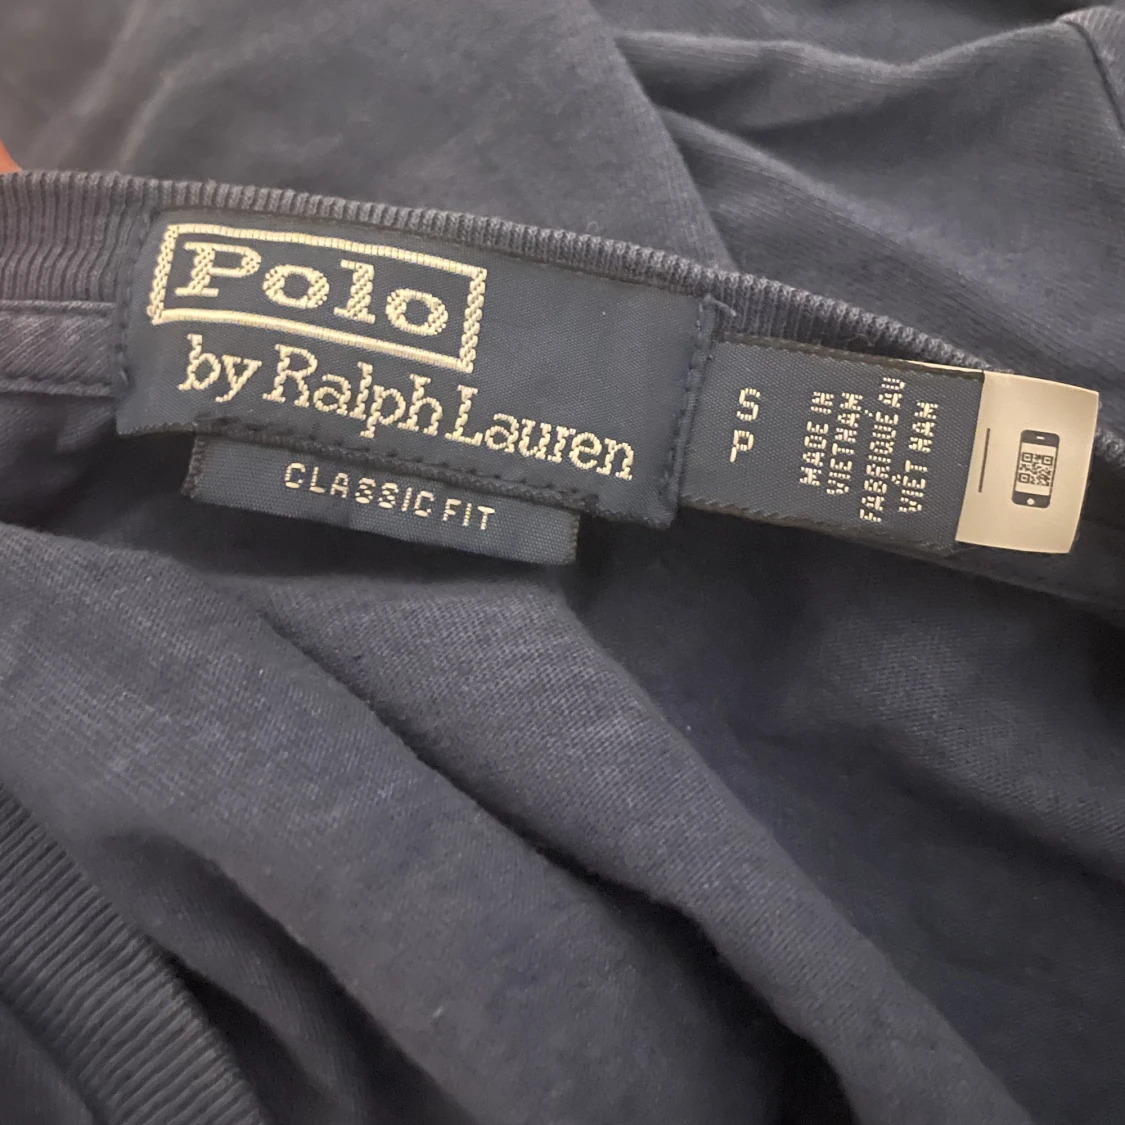 Polo
by Ralph Lauren
CLASSIC FIT
S
P
MADE IN
VIETNAM
FABRIQUÉ AU
VIÊT NAM